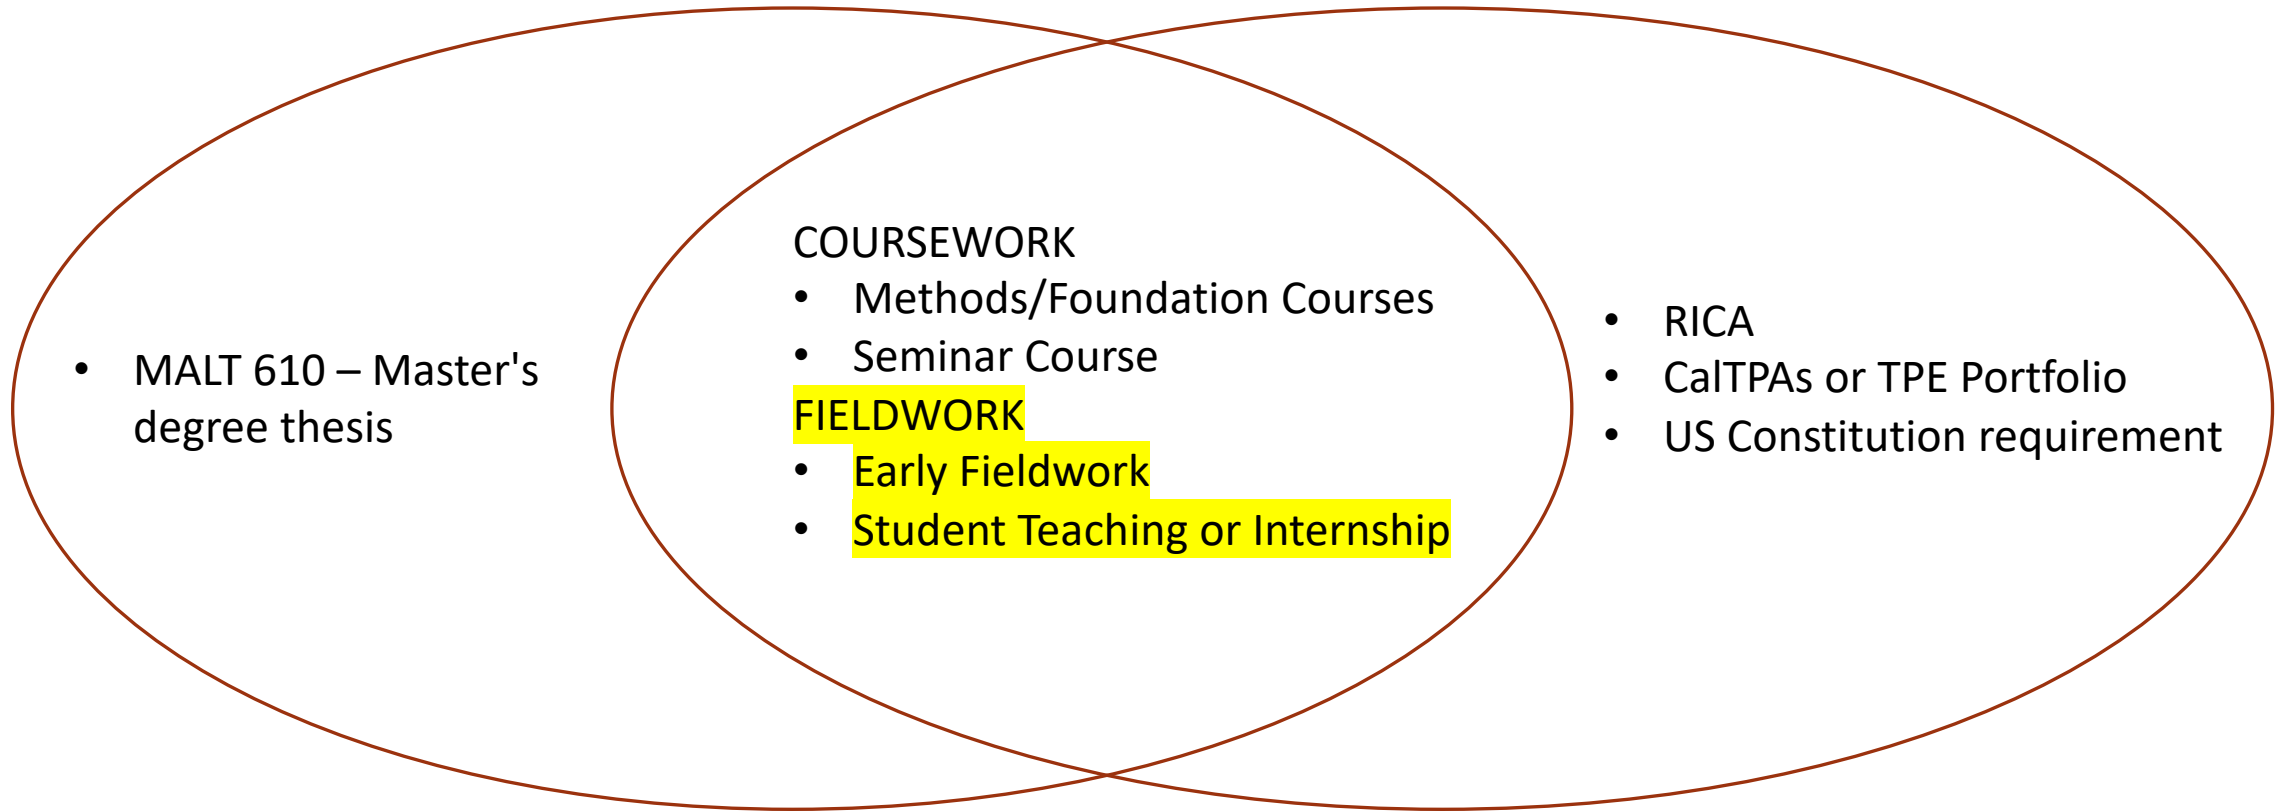 • MALT 610 – Master's
degree thesis
COURSEWORK
• Methods/Foundation Courses
• Seminar Course
FIELDWORK
• Early Fieldwork
• Student Teaching or Internship
• RICA
• CalTPAs or TPE Portfolio
• US Constitution requirement